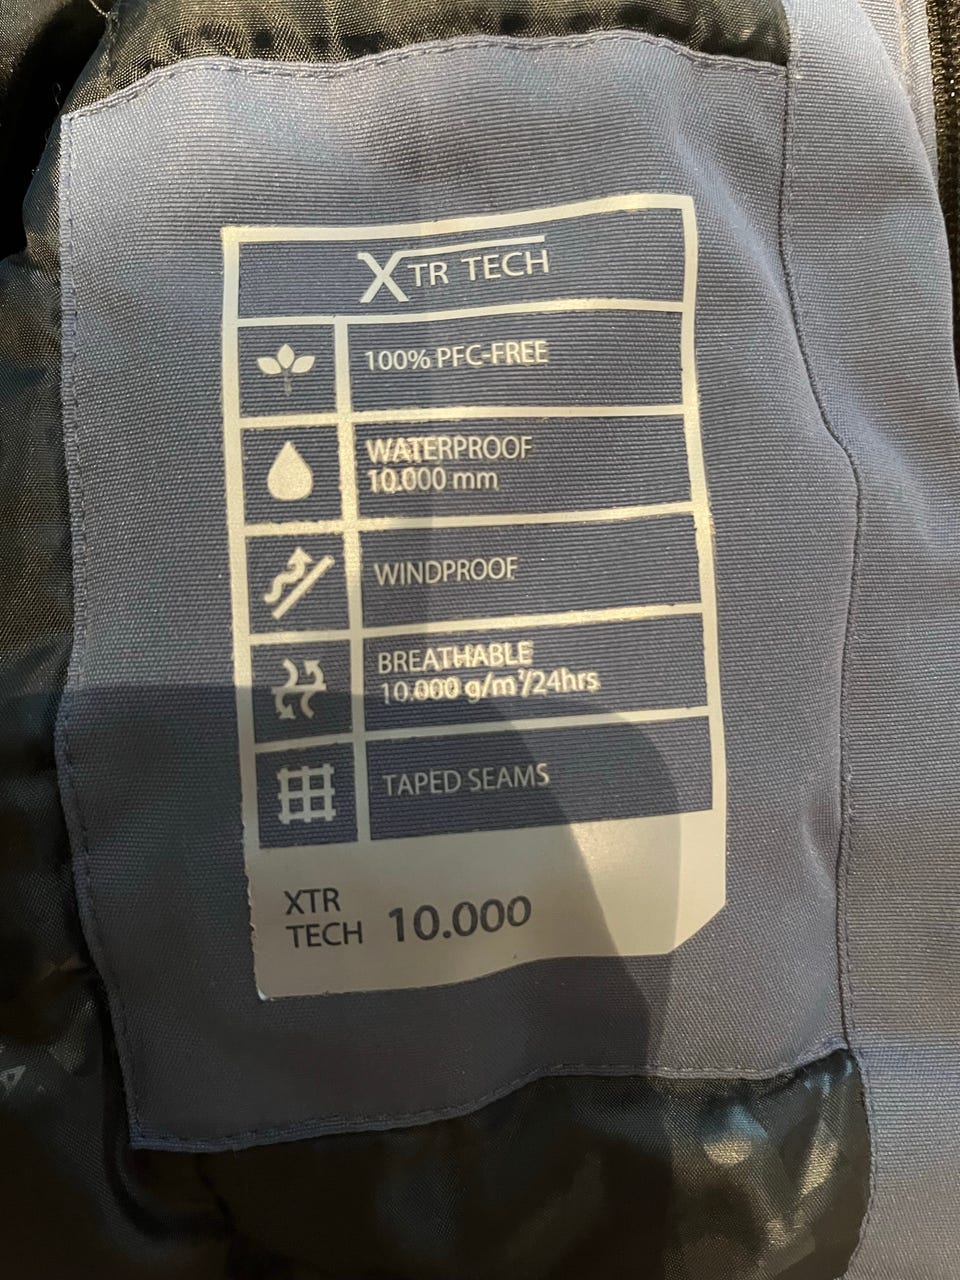 XTR TECH
100% PFC-FREE
WATERPROOF
10.000 mm
WINDPROOF
BREATHABLE
10.000 g/m²/24hrs
TAPED SEAMS
XTR
TECH 10.000